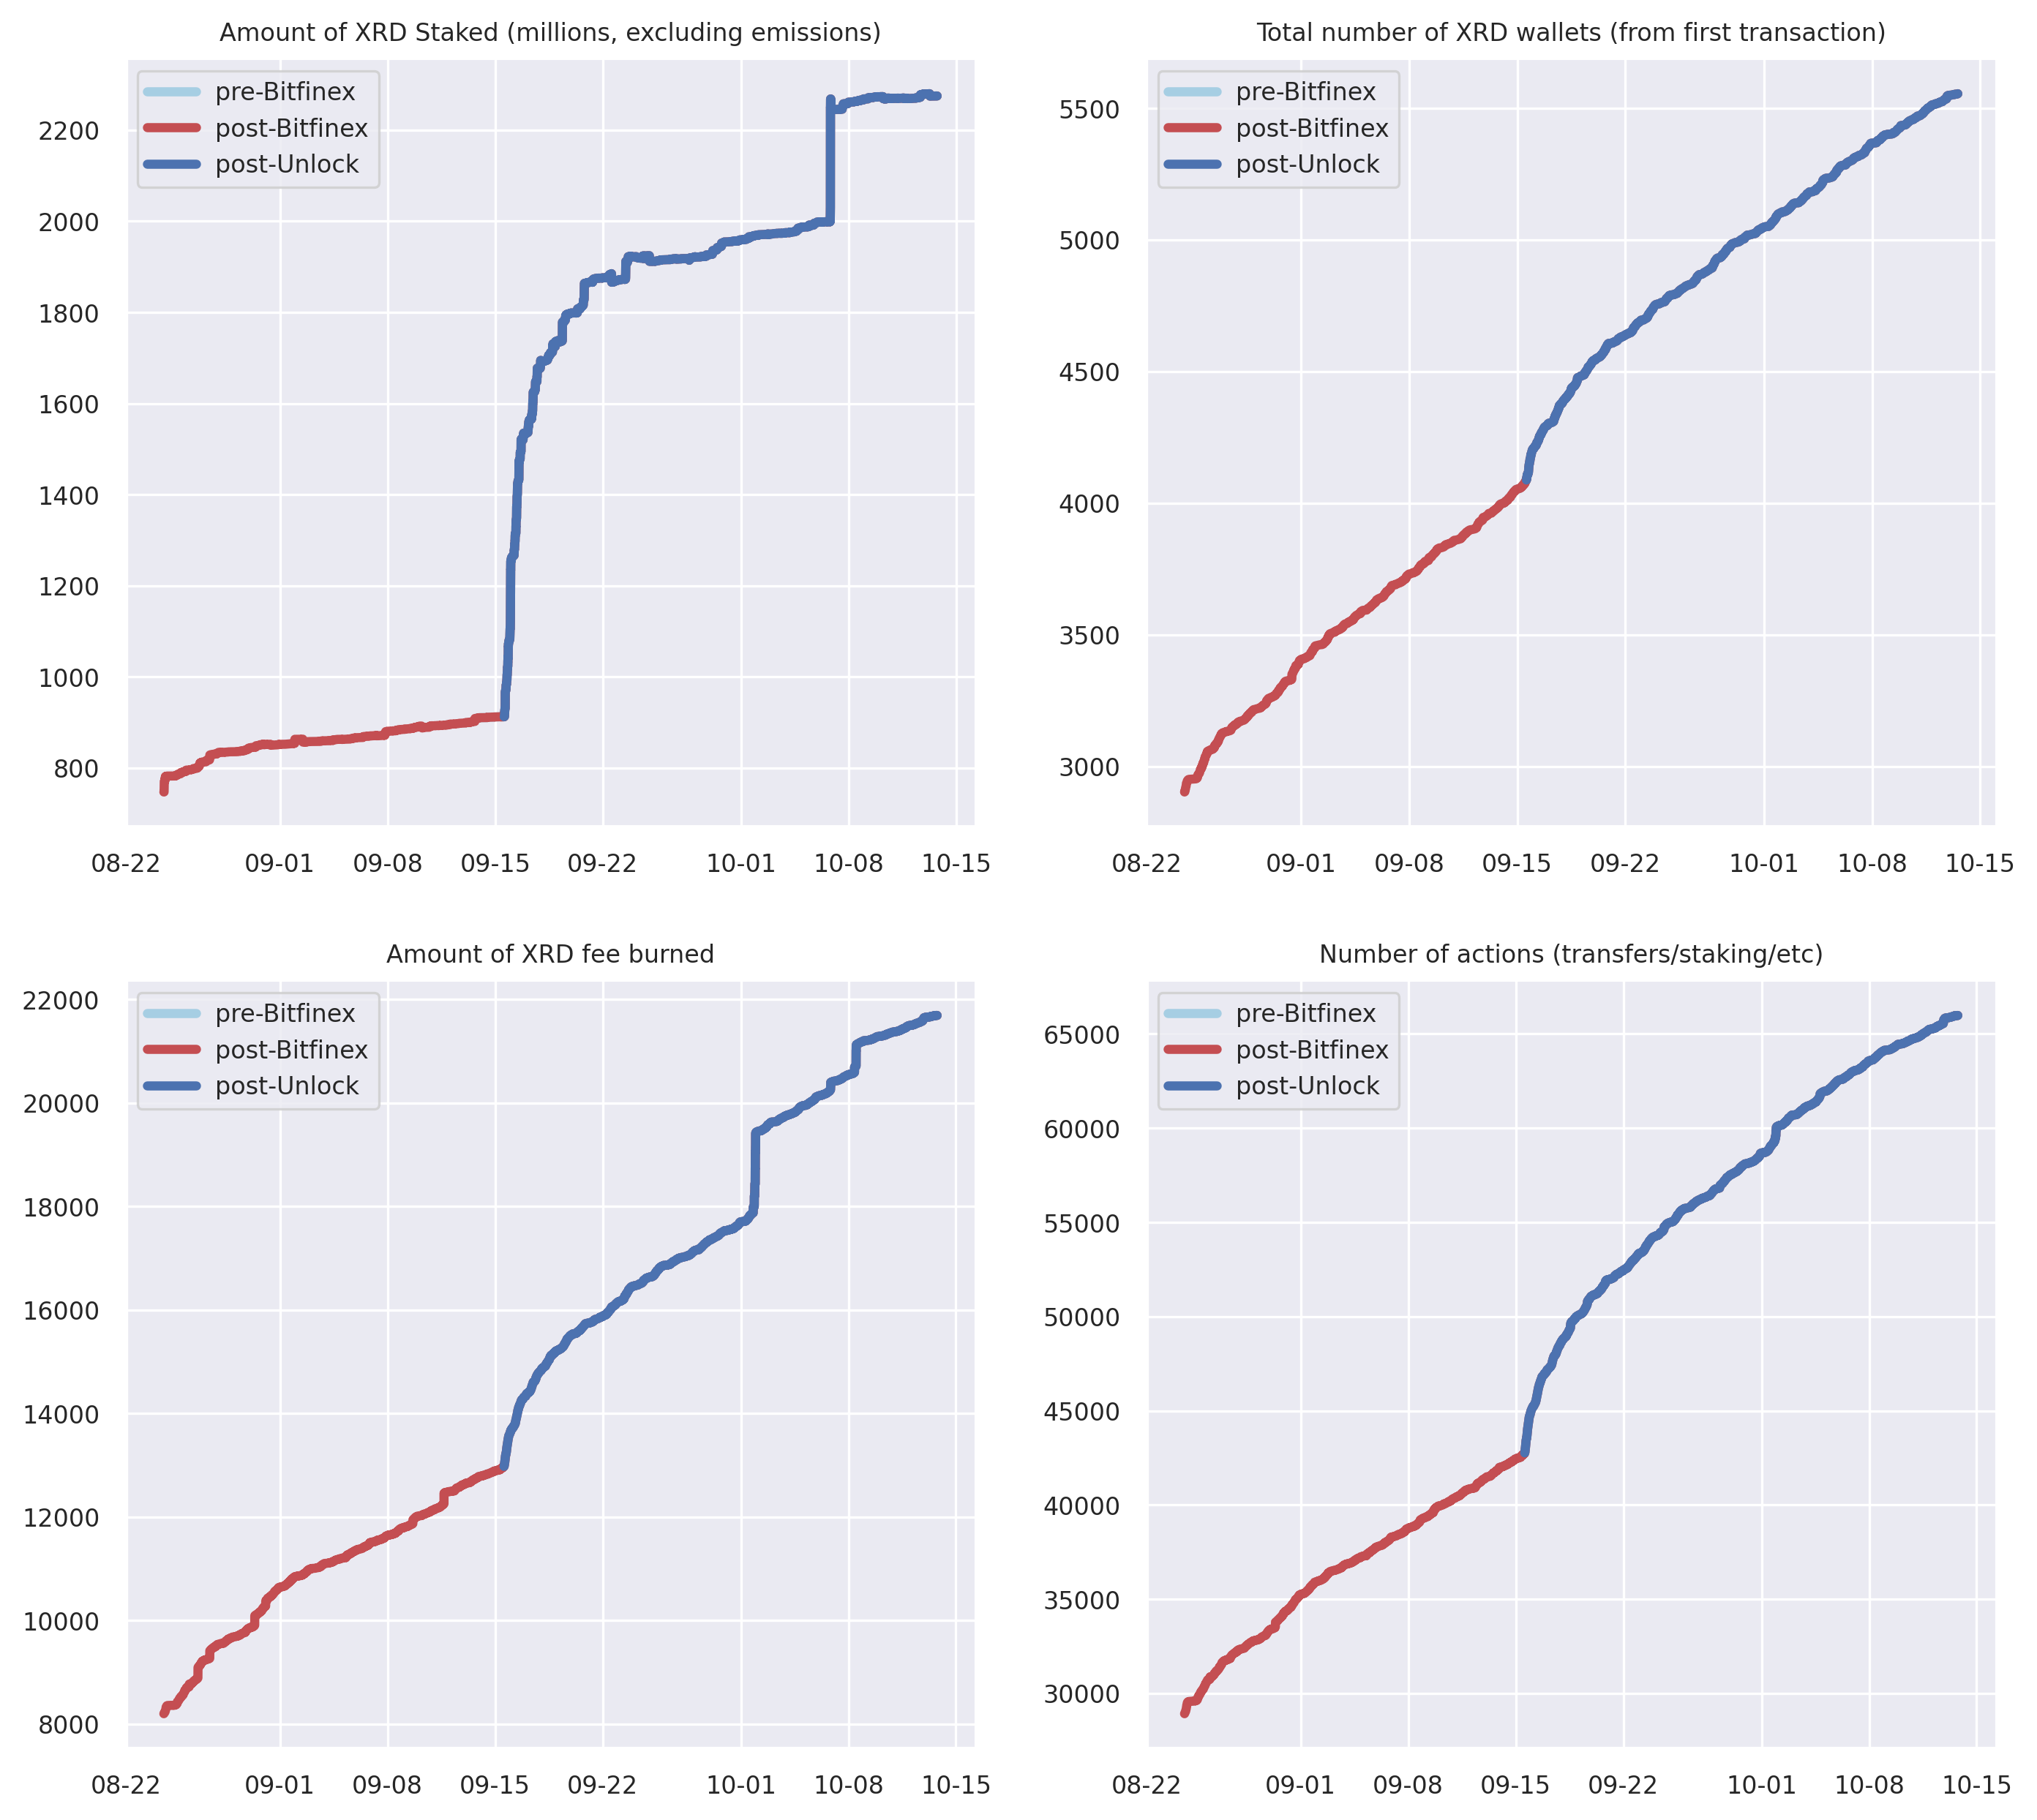 Amount of XRD Staked (millions, excluding emissions)
pre-Bitfinex
post-Bitfinex
post-Unlock
2200
2000
1800
1600
1400
1200
1000
800
08-22 09-01 09-08 09-15 09-22 10-01 10-08 10-15
Total number of XRD wallets (from first transaction)
pre-Bitfinex
post-Bitfinex
post-Unlock
5500
5000
4500
4000
3500
3000
08-22 09-01 09-08 09-15 09-22 10-01 10-08 10-15
Amount of XRD fee burned
pre-Bitfinex
post-Bitfinex
post-Unlock
22000
20000
18000
16000
14000
12000
10000
8000
08-22 09-01 09-08 09-15 09-22 10-01 10-08 10-15
Number of actions (transfers/staking/etc)
pre-Bitfinex
post-Bitfinex
post-Unlock
65000
60000
55000
50000
45000
40000
35000
30000
08-22 09-01 09-08 09-15 09-22 10-01 10-08 10-15